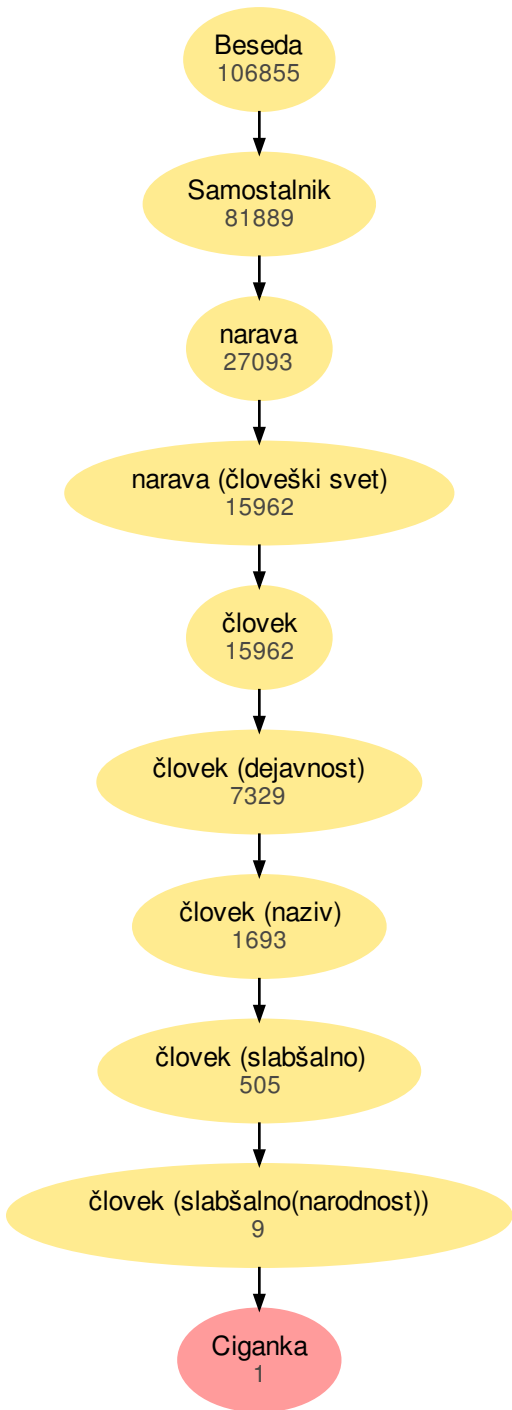 Beseda
106855
Samostalnik
81889
narava
27093
narava (človeški svet)
15962
človek
15962
človek (dejavnost)
7329
človek (naziv)
1693
človek (slabšalno)
505
človek (slabšalno(narodnost))
9
Ciganka
1